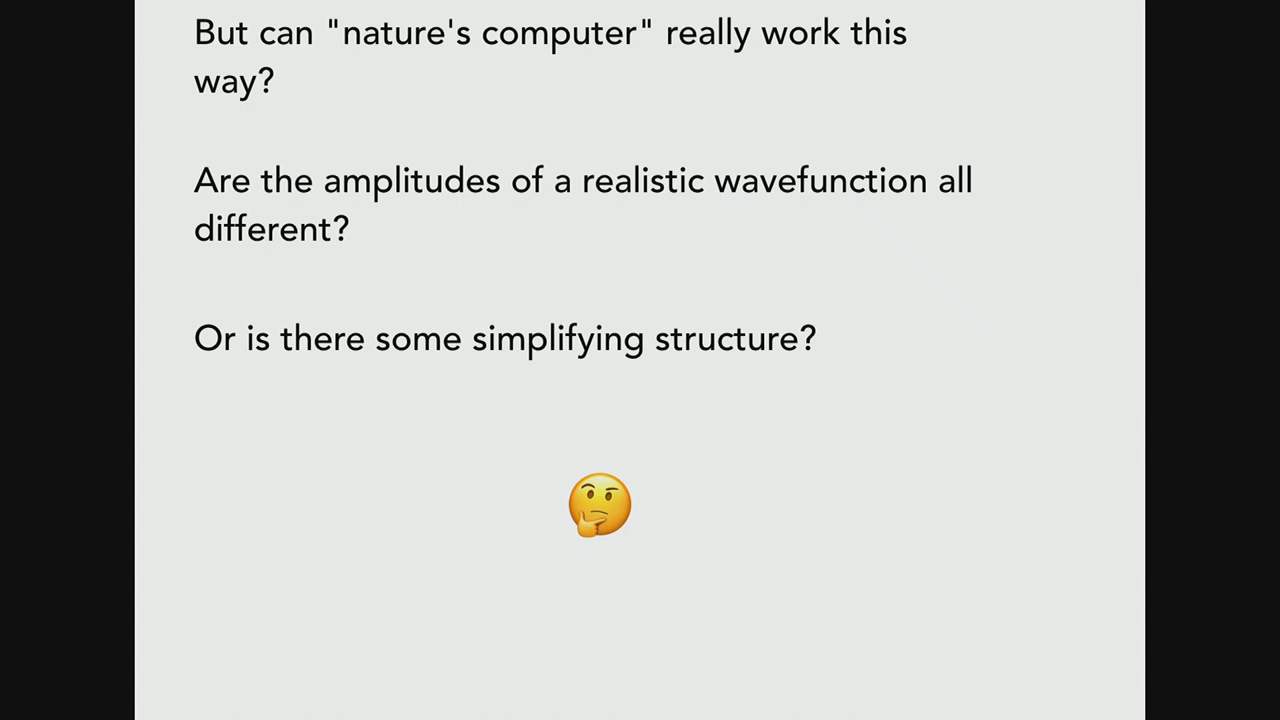 But can "nature's computer" really work this
way?
Are the amplitudes of a realistic wavefunction all
different?
Or is there some simplifying structure?